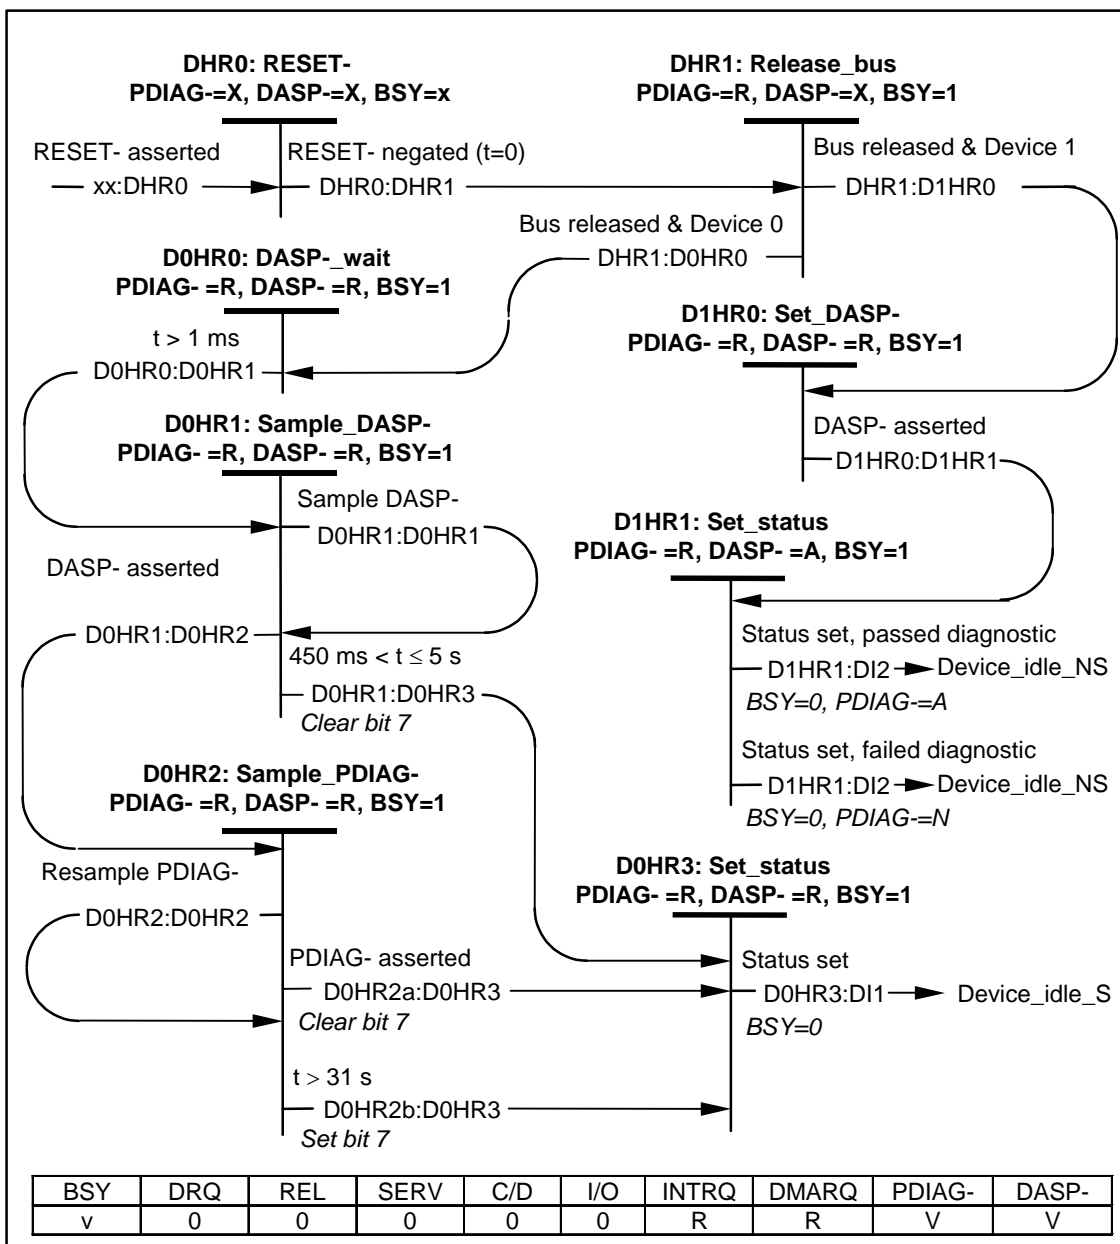 DHR0: RESET-
PDIAG-=X, DASP-=X, BSY=x
RESET- asserted
xx:DHR0
RESET- negated (t=0)
DHR0:DHR1
DHR1: Release_bus
PDIAG-=R, DASP-=X, BSY=1
Bus released & Device 1
DHR1:D1HR0
Bus released & Device 0
DHR1:D0HR0
D0HR0: DASP-_wait
PDIAG- =R, DASP- =R, BSY=1
t > 1 ms
D0HR0:D0HR1
D1HR0: Set_DASP-
PDIAG- =R, DASP- =R, BSY=1
DASP- asserted
D1HR0:D1HR1
D0HR1: Sample_DASP-
PDIAG- =R, DASP- =R, BSY=1
Sample DASP-
D0HR1:D0HR1
DASP- asserted
D0HR1:D0HR2
450 ms < t ≤ 5 s
D0HR1:D0HR3
Clear bit 7
D1HR1: Set_status
PDIAG- =R, DASP- =A, BSY=1
Status set, passed diagnostic
D1HR1:DI2 Device_idle_NS
BSY=0, PDIAG-=A
Status set, failed diagnostic
D1HR1:DI2 Device_idle_NS
BSY=0, PDIAG-=N
D0HR2: Sample_PDIAG-
PDIAG- =R, DASP- =R, BSY=1
Resample PDIAG-
D0HR2:D0HR2
PDIAG- asserted
D0HR2a:D0HR3
Clear bit 7
t > 31 s
D0HR2b:D0HR3
Set bit 7
D0HR3: Set_status
PDIAG- =R, DASP- =R, BSY=1
Status set
D0HR3:DI1 Device_idle_S
BSY=0
BSY DRQ REL SERV C/D I/O INTRQ DMARQ PDIAG- DASP-
v 0 0 0 0 0 R R V V